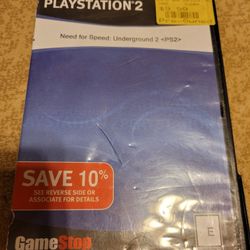 PLAYSTATION 2
Need for Speed: Underground 2 <PS2>
SAVE 10%
SEE REVERSE SIDE OR
ASSOCIATE FOR DETAILS
GameStop
E